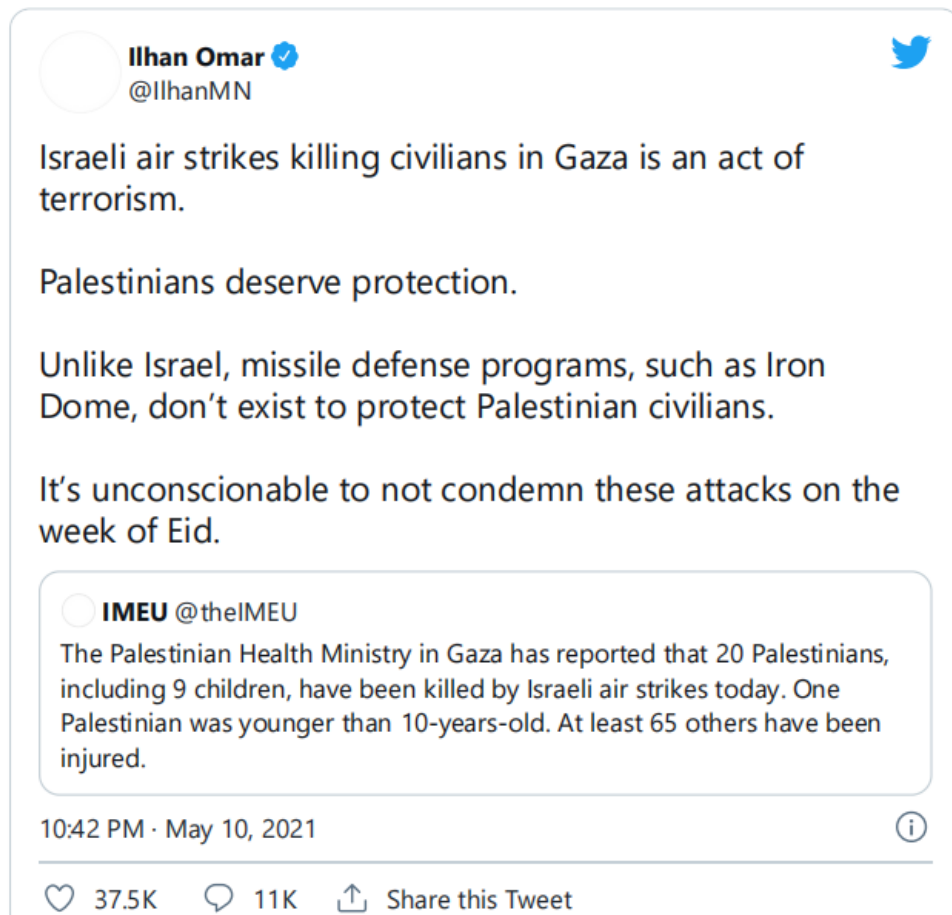 Ilhan Omar
@IlhanMN
Israeli air strikes killing civilians in Gaza is an act of
terrorism.
Palestinians deserve protection.
Unlike Israel, missile defense programs, such as Iron
Dome, don’t exist to protect Palestinian civilians.
It’s unconscionable to not condemn these attacks on the
week of Eid.
IMEU @theIMEU
The Palestinian Health Ministry in Gaza has reported that 20 Palestinians,
including 9 children, have been killed by Israeli air strikes today. One
Palestinian was younger than 10-years-old. At least 65 others have been
injured.
10:42 PM · May 10, 2021
37.5K 11K Share this Tweet